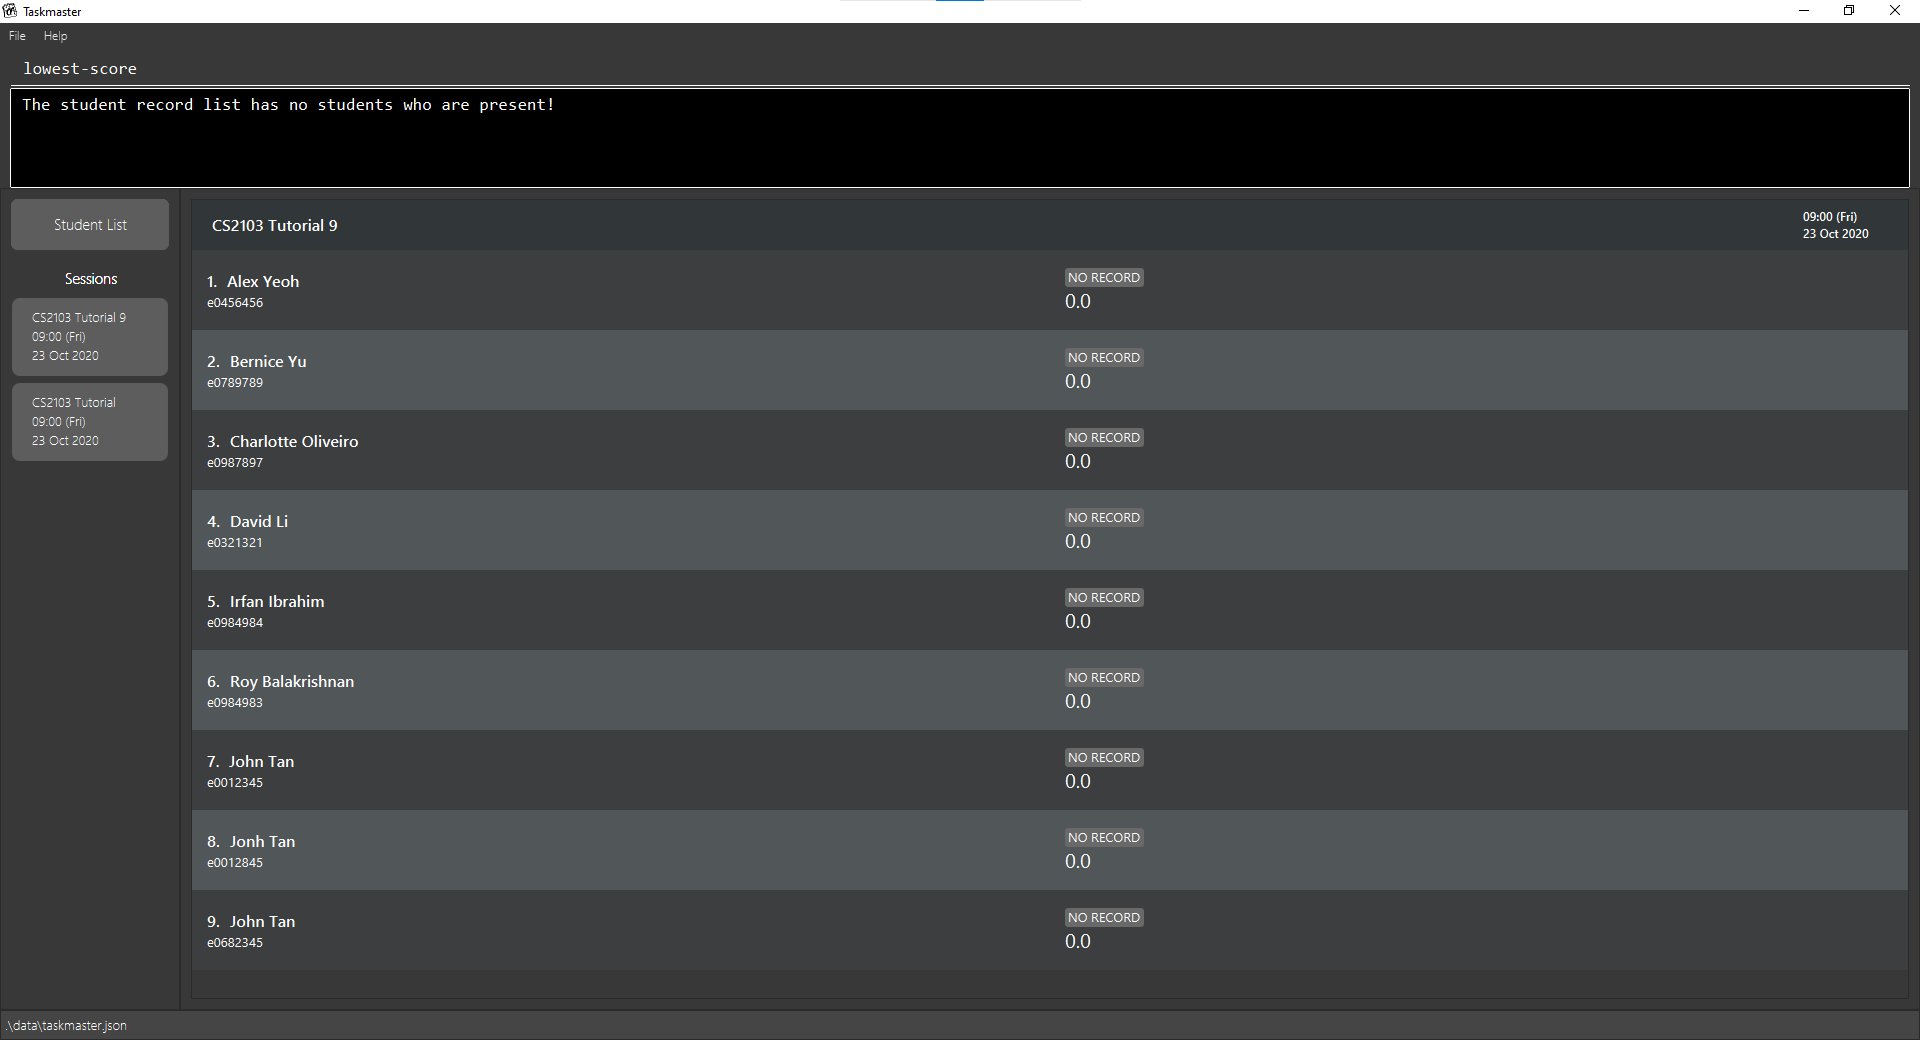 Taskmaster
File Help
lowest-score
The student record list has no students who are present!
Student List
Sessions
CS2103 Tutorial 9
09:00 (Fri)
23 Oct 2020
CS2103 Tutorial
09:00 (Fri)
23 Oct 2020
CS2103 Tutorial 9
09:00 (Fri)
23 Oct 2020
1. Alex Yeoh
e0456456
NO RECORD
0.0
2. Bernice Yu
e0789789
NO RECORD
0.0
3. Charlotte Oliveiro
e0987897
NO RECORD
0.0
4. David Li
e0321321
NO RECORD
0.0
5. Irfan Ibrahim
e0984984
NO RECORD
0.0
6. Roy Balakrishnan
e0984983
NO RECORD
0.0
7. John Tan
e0012345
NO RECORD
0.0
8. Jonh Tan
e0012845
NO RECORD
0.0
9. John Tan
e0682345
NO RECORD
0.0
.\data\taskmaster.json